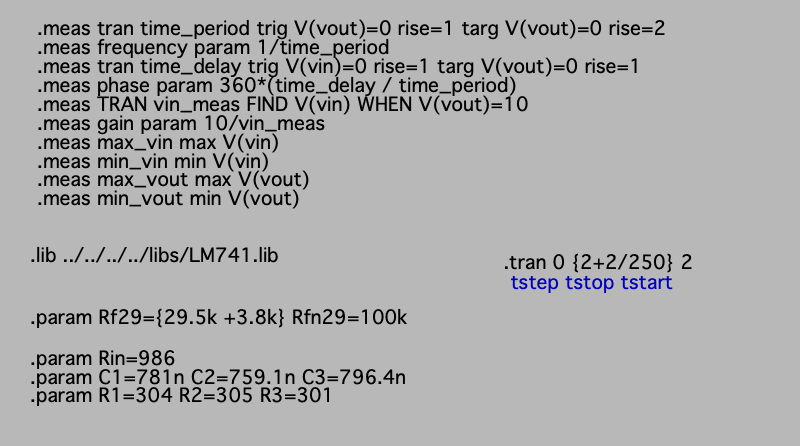 .meas tran time_period trig V(vout)=0 rise=1 targ V(vout)=0 rise=2
.meas frequency param 1/time_period
.meas tran time_delay trig V(vin)=0 rise=1 targ V(vout)=0 rise=1
.meas phase param 360*(time_delay / time_period)
.meas TRAN vin_meas FIND V(vin) WHEN V(vout)=10
.meas gain param 10/vin_meas
.meas max_vin max V(vin)
.meas min_vin min V(vin)
.meas max_vout max V(vout)
.meas min_vout min V(vout)
.lib ../../../../libs/LM741.lib
.tran 0 {2+2/250} 2
tstep tstop tstart
.param Rf29={29.5k +3.8k} Rfn29=100k
.param Rin=986
.param C1=781n C2=759.1n C3=796.4n
.param R1=304 R2=305 R3=301